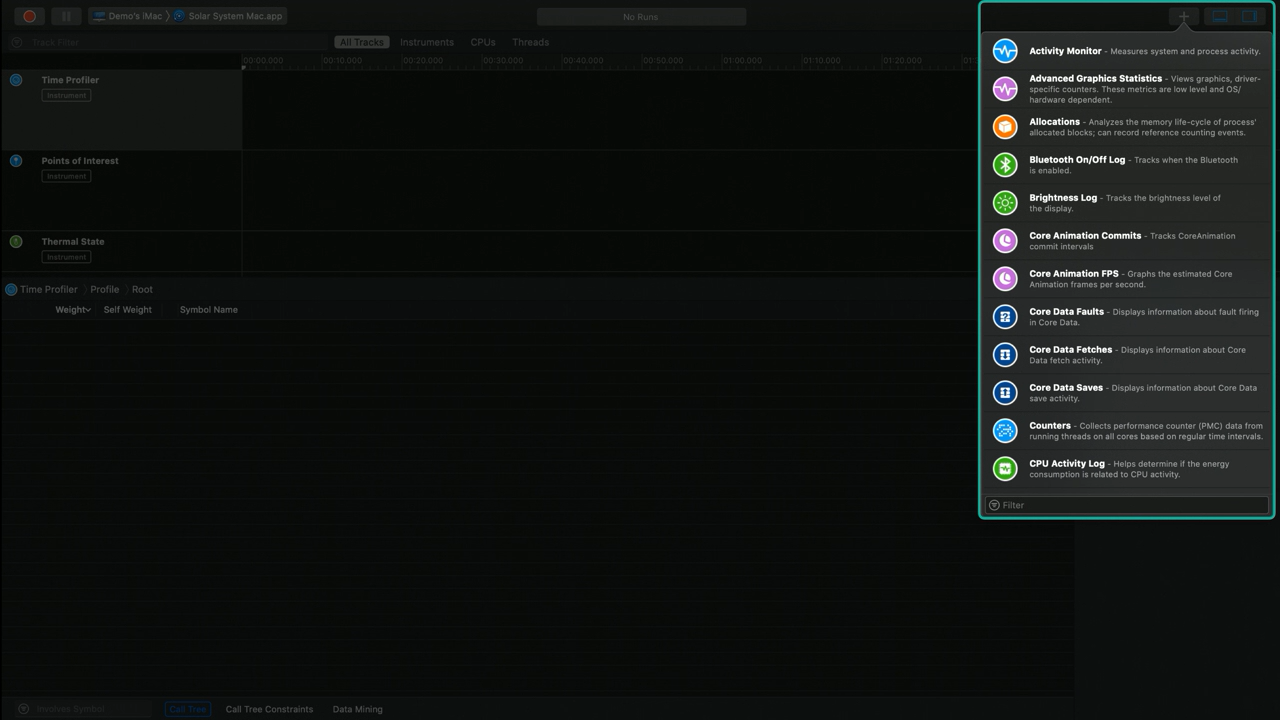 Demo's iMac
Solar System Mac.app
No Runs
Track Filter
All Tracks
Instruments
CPUs
Threads
00:00.000
00:10.000
00:20.000
00:30.000
00:40.000
00:50.000
01:00.000
01:10.000
01:20.000
Time Profiler
Instrument
Points of Interest
Instrument
Thermal State
Instrument
Time Profiler
Profile
Root
Weight
Self Weight
Symbol Name
Activity Monitor - Measures system and process activity.
Advanced Graphics Statistics - Views graphics, driver-
specific counters. These metrics are low level and OS/
hardware dependent.
Allocations - Analyzes the memory life-cycle of process'
allocated blocks; can record reference counting events.
Bluetooth On/Off Log - Tracks when the Bluetooth
is enabled.
Brightness Log - Tracks the brightness level of
the display.
Core Animation Commits - Tracks CoreAnimation
commit intervals
Core Animation FPS - Graphs the estimated Core
Animation frames per second.
Core Data Faults - Displays information about fault firing
in Core Data.
Core Data Fetches - Displays information about Core
Data fetch activity.
Core Data Saves - Displays information about Core Data
save activity.
Counters - Collects performance counter (PMC) data from
running threads on all cores based on regular time intervals.
CPU Activity Log - Helps determine if the energy
consumption is related to CPU activity.
Filter
Involves Symbol
Call Tree
Call Tree Constraints
Data Mining